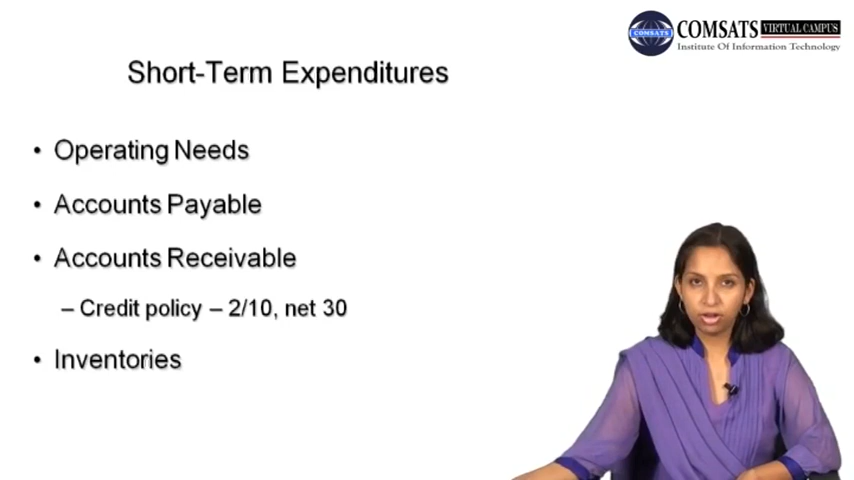 COMSATS VIRTUAL CAMPUS
COMSATS
Institute Of Information Technology
Short-Term Expenditures
• Operating Needs
• Accounts Payable
• Accounts Receivable
– Credit policy – 2/10, net 30
• Inventories